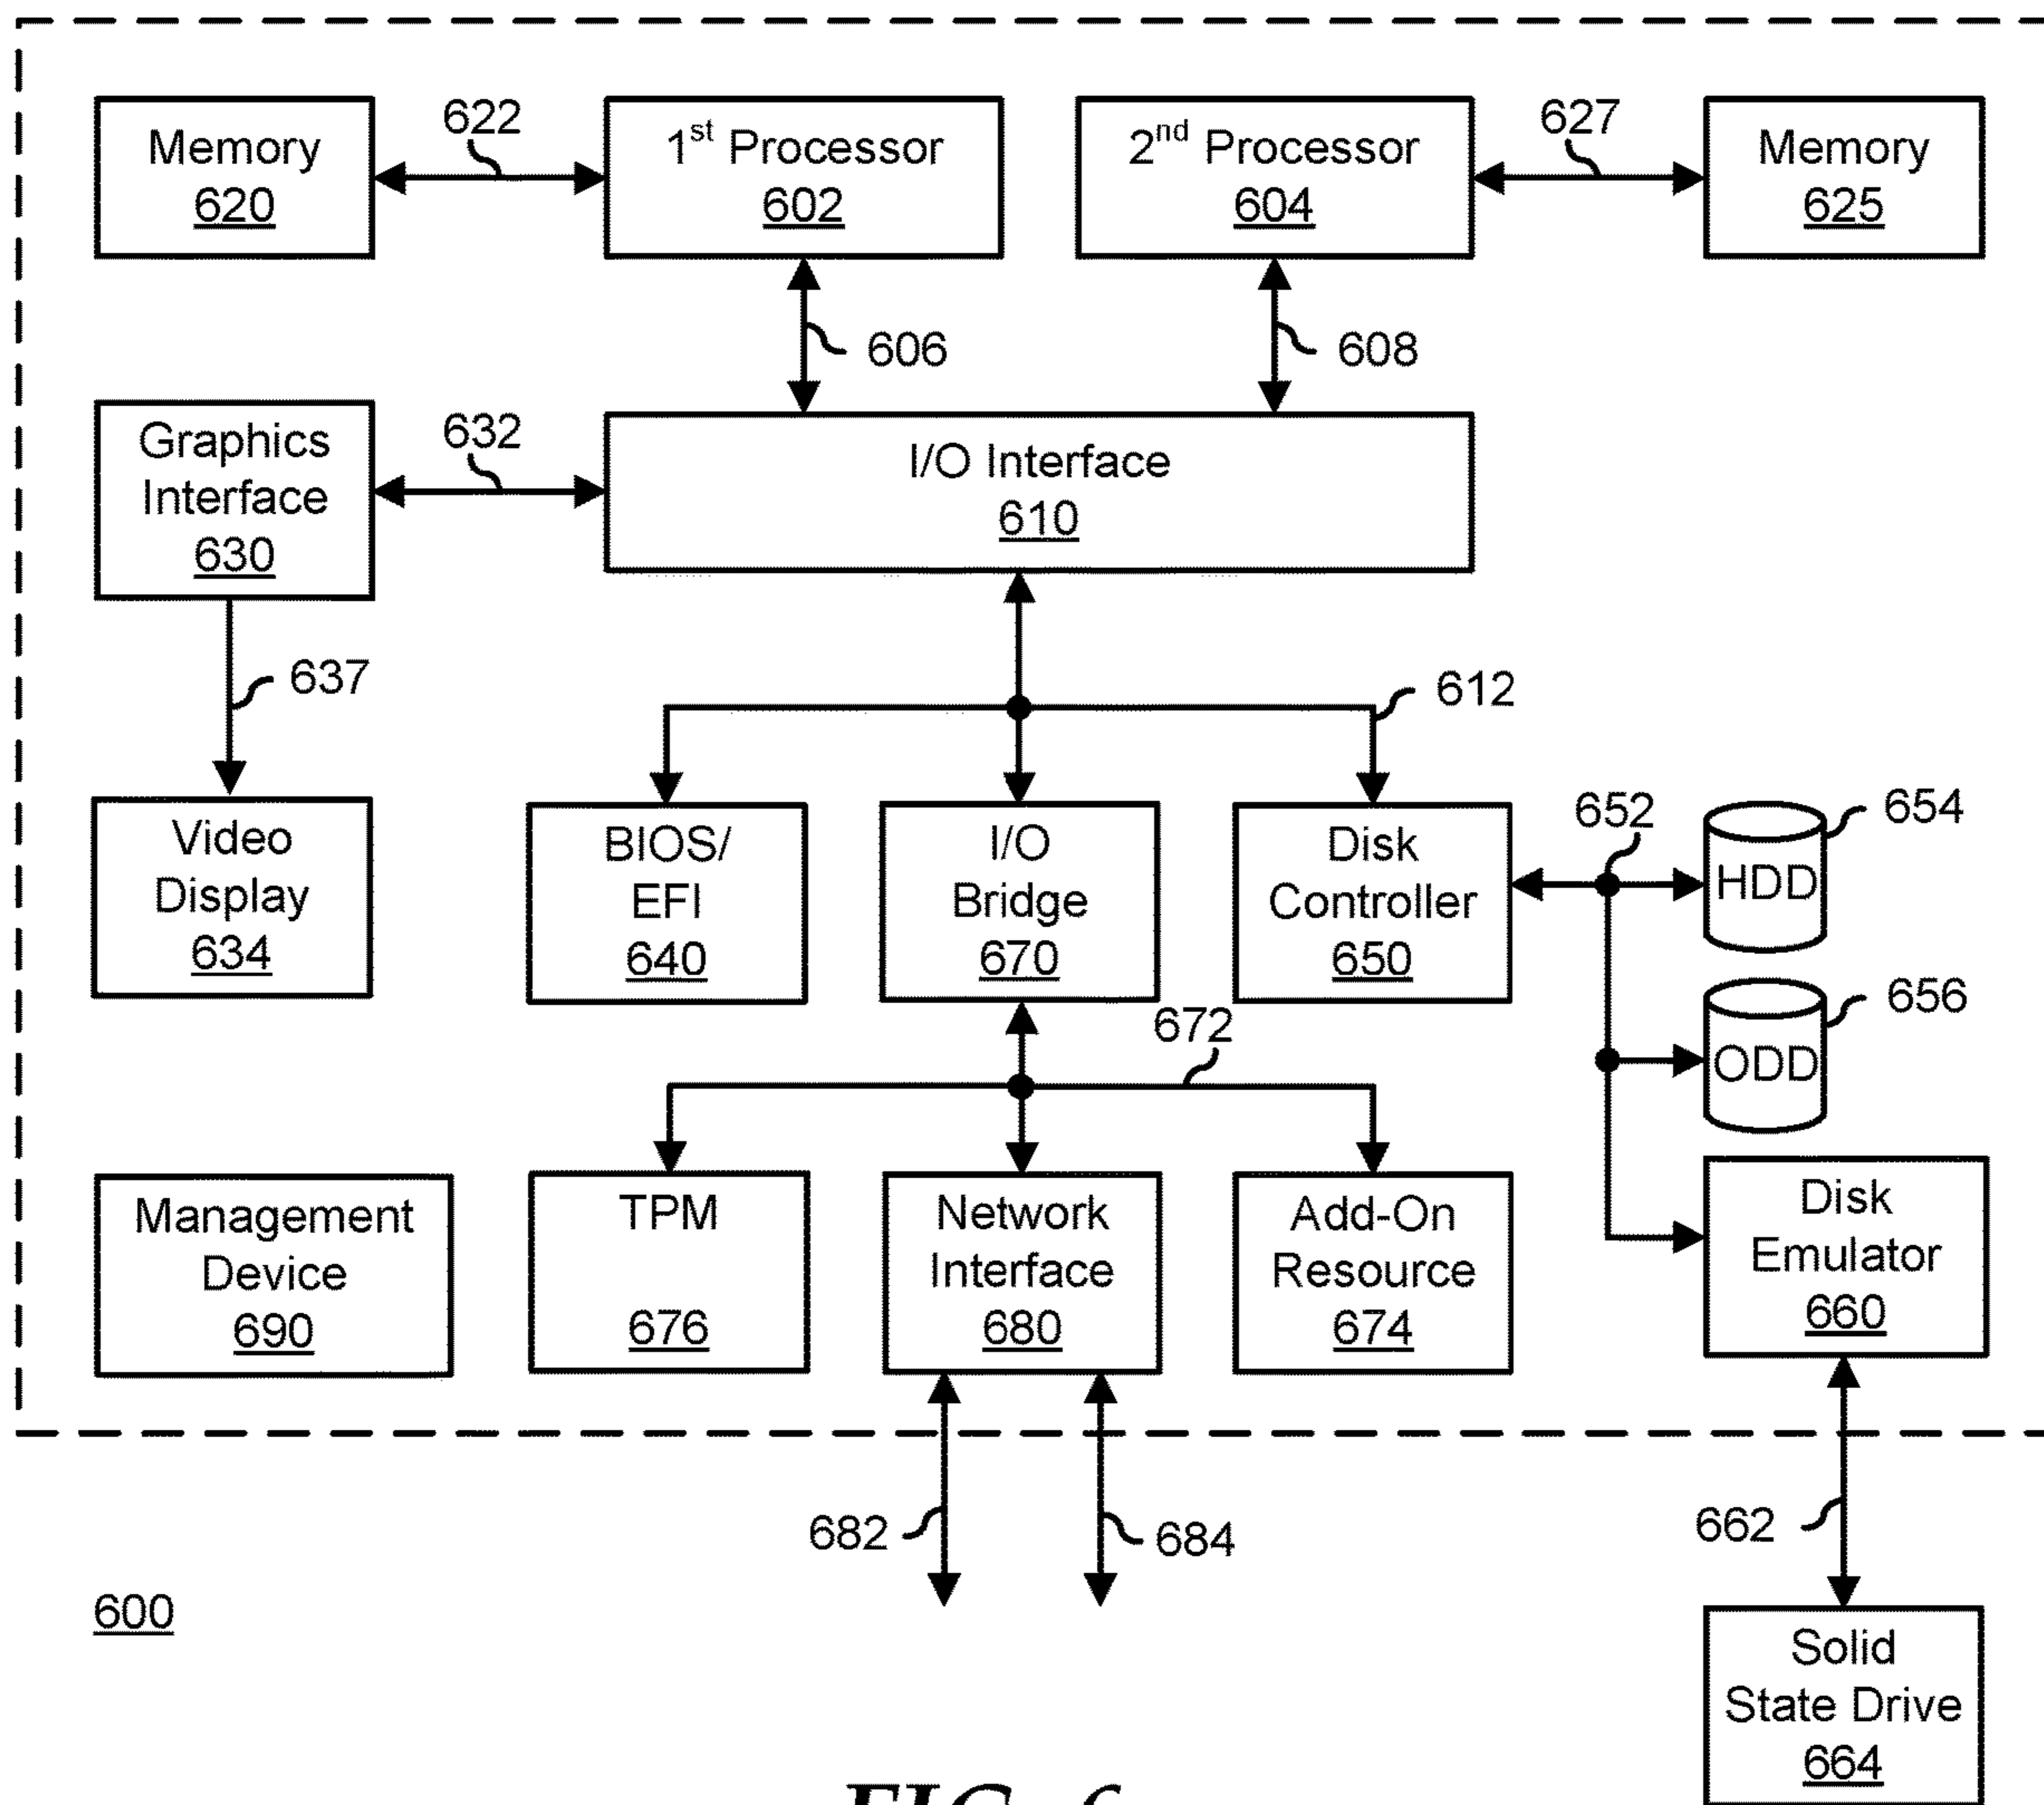 Memory
620
622
1st Processor
602
2nd Processor
604
627
Memory
625
606
608
Graphics
Interface
630
632
I/O Interface
610
637
612
Video
Display
634
BIOS/
EFI
640
I/O
Bridge
670
Disk
Controller
650
652
654
HDD
656
ODD
672
Management
Device
690
TPM
676
Network
Interface
680
Add-On
Resource
674
Disk
Emulator
660
682
684
662
600
Solid
State Drive
664
FIG. 6